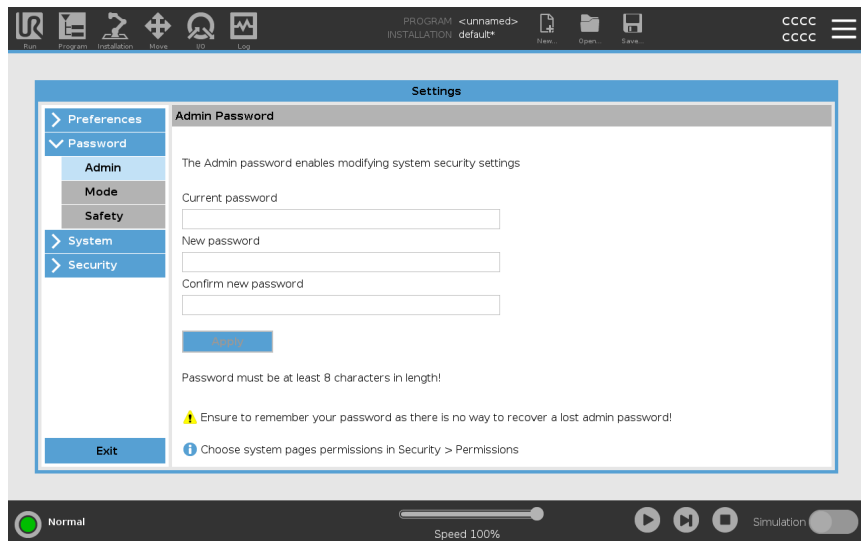 PROGRAM <unnamed>
INSTALLATION default*
CCCC
CCCC
Run Program Installation Move I/O Log New... Open... Save...
Settings
Preferences
Password
Admin
Mode
Safety
System
Security
Exit
Admin Password
The Admin password enables modifying system security settings
Current password
New password
Confirm new password
Apply
Password must be at least 8 characters in length!
Ensure to remember your password as there is no way to recover a lost admin password!
Choose system pages permissions in Security > Permissions
Normal
Speed 100%
Simulation